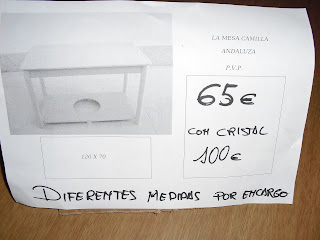 LA MESA CAMILLA
ANDALUZA
P.V.P.
65€
CON CRISTAL
100€
120 X 70
DIFERENTES MEDIDAS POR ENCARGO